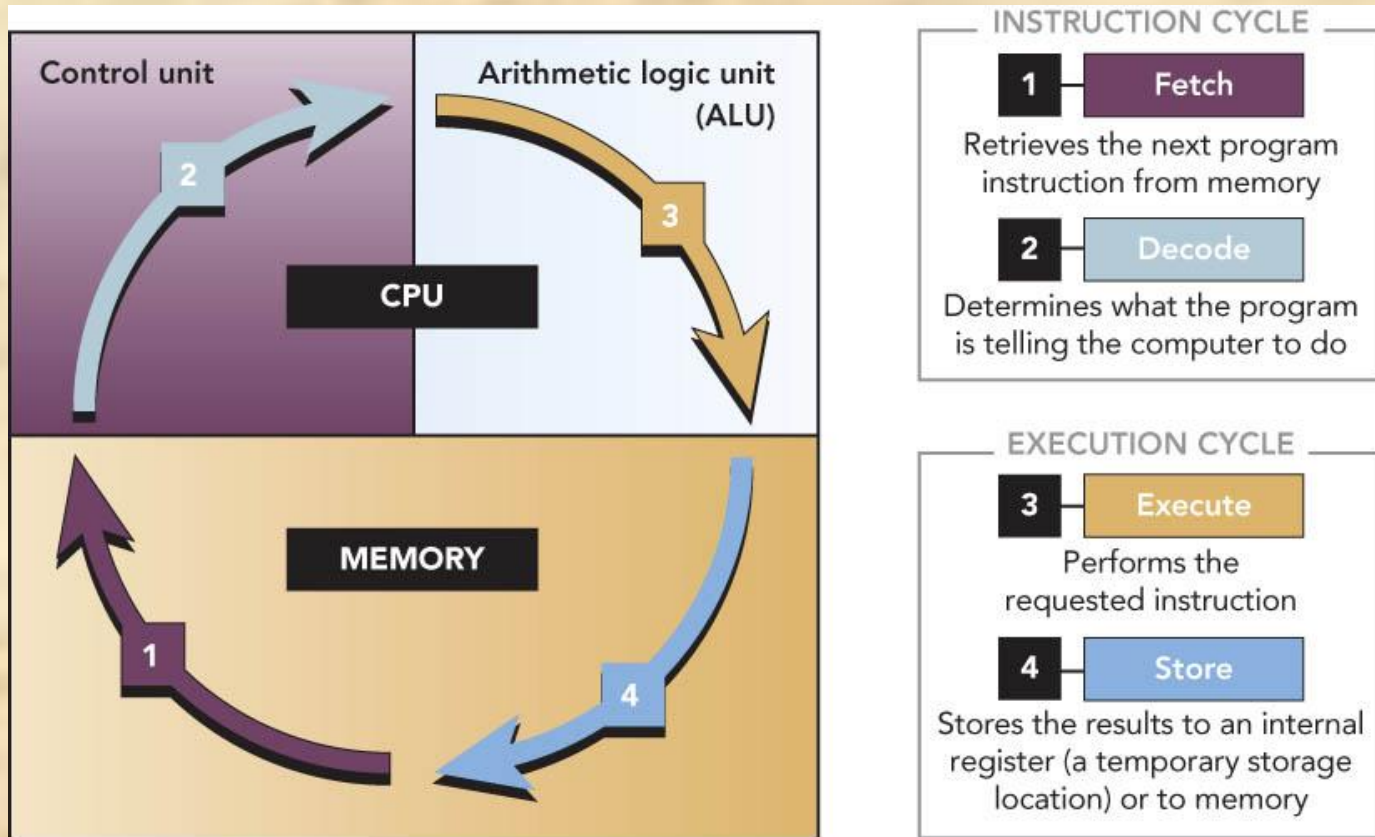 Control unit
Arithmetic logic unit
(ALU)
2
3
CPU
MEMORY
1
4
INSTRUCTION CYCLE
1
Fetch
Retrieves the next program
instruction from memory
2
Decode
Determines what the program
is telling the computer to do
EXECUTION CYCLE
3
Execute
Performs the
requested instruction
4
Store
Stores the results to an internal
register (a temporary storage
location) or to memory